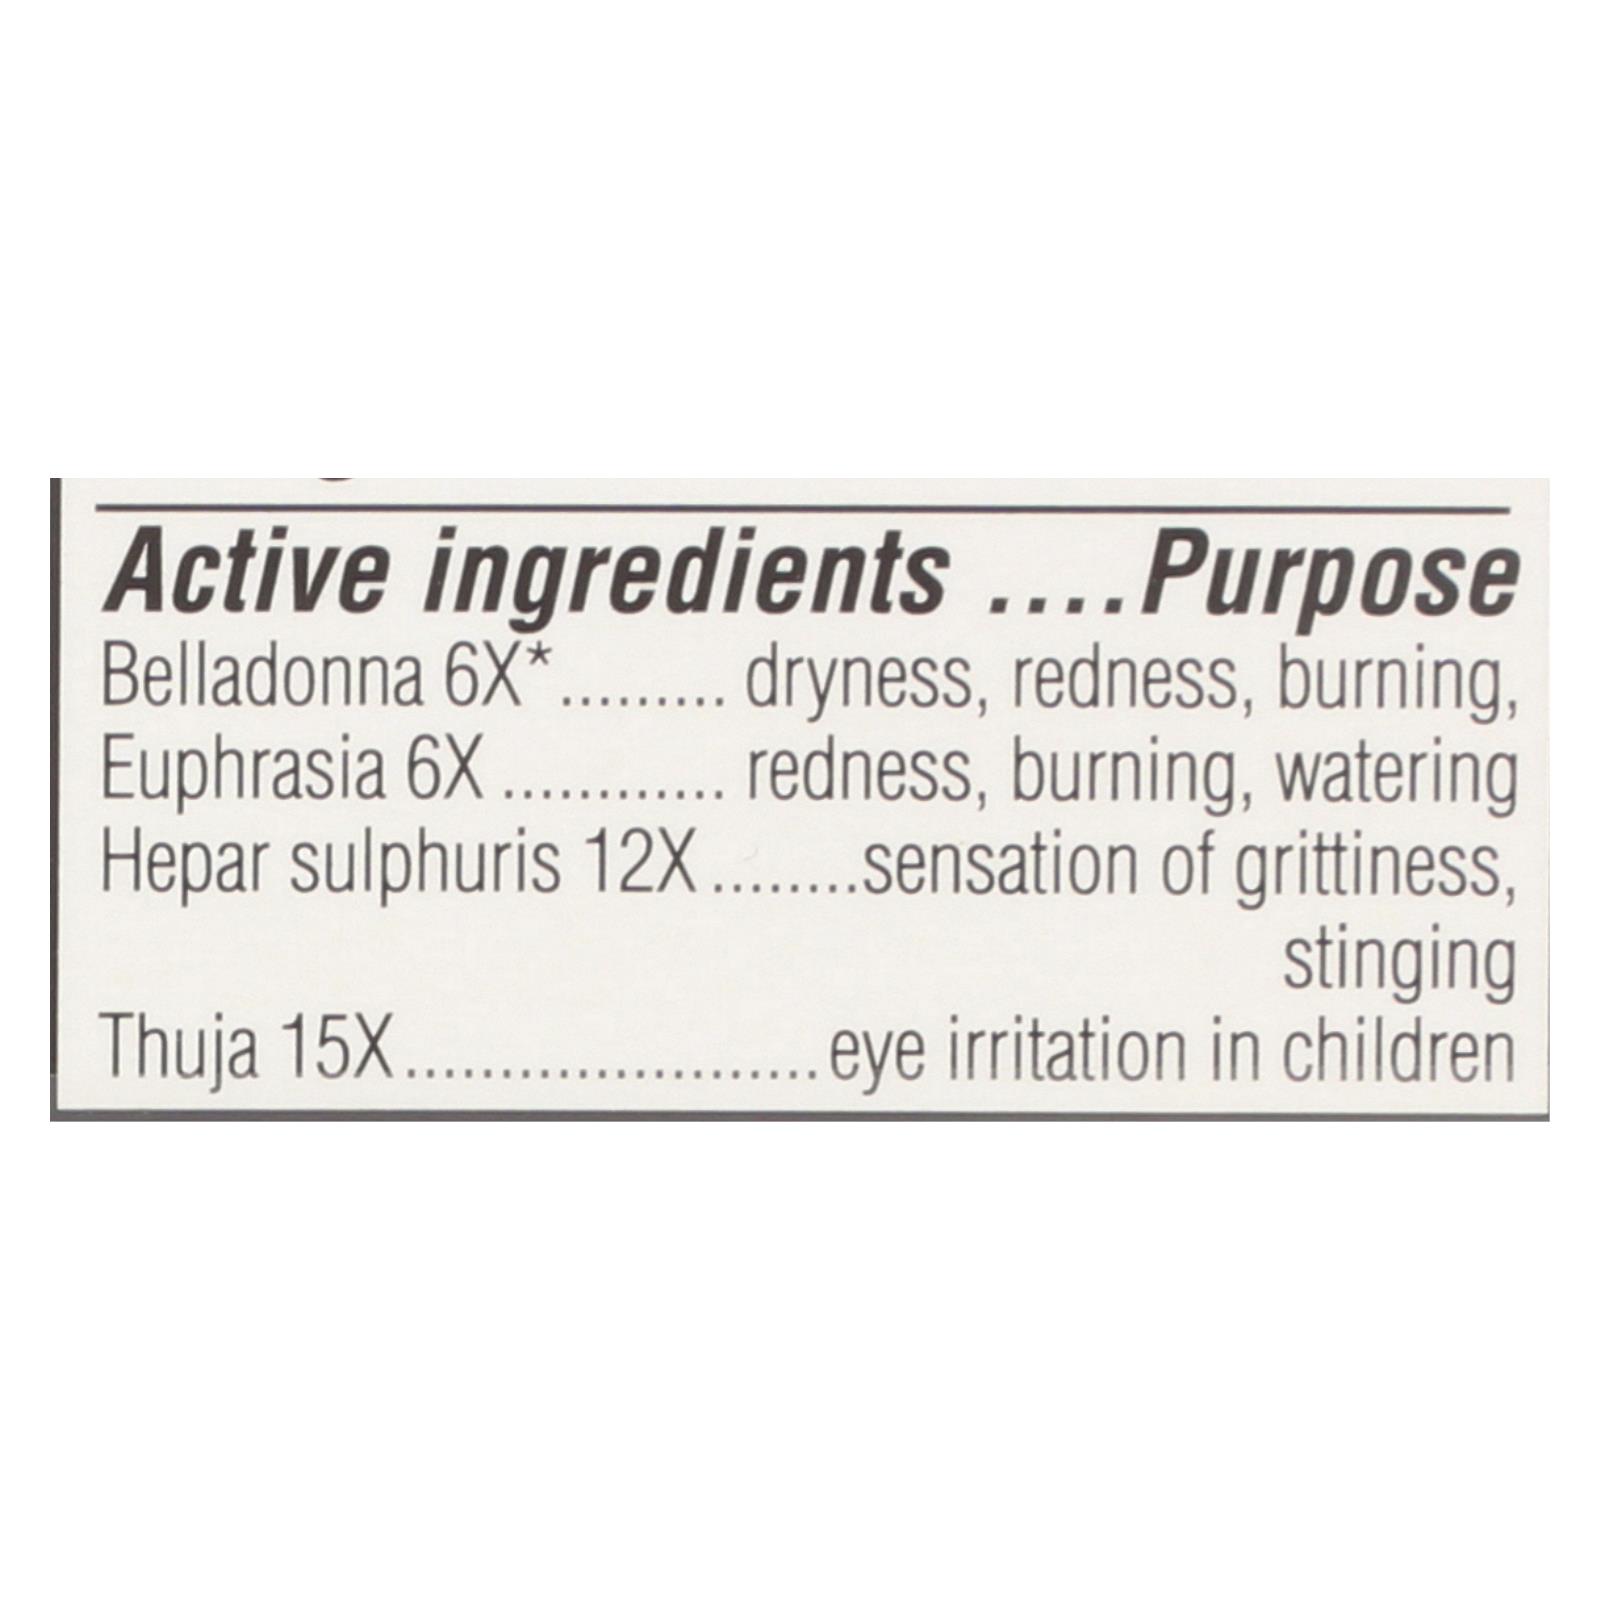 Active ingredients ....Purpose
Belladonna 6X* ......... dryness, redness, burning,
Euphrasia 6X ............ redness, burning, watering
Hepar sulphuris 12X ........sensation of grittiness,
stinging
Thuja 15X......................eye irritation in children